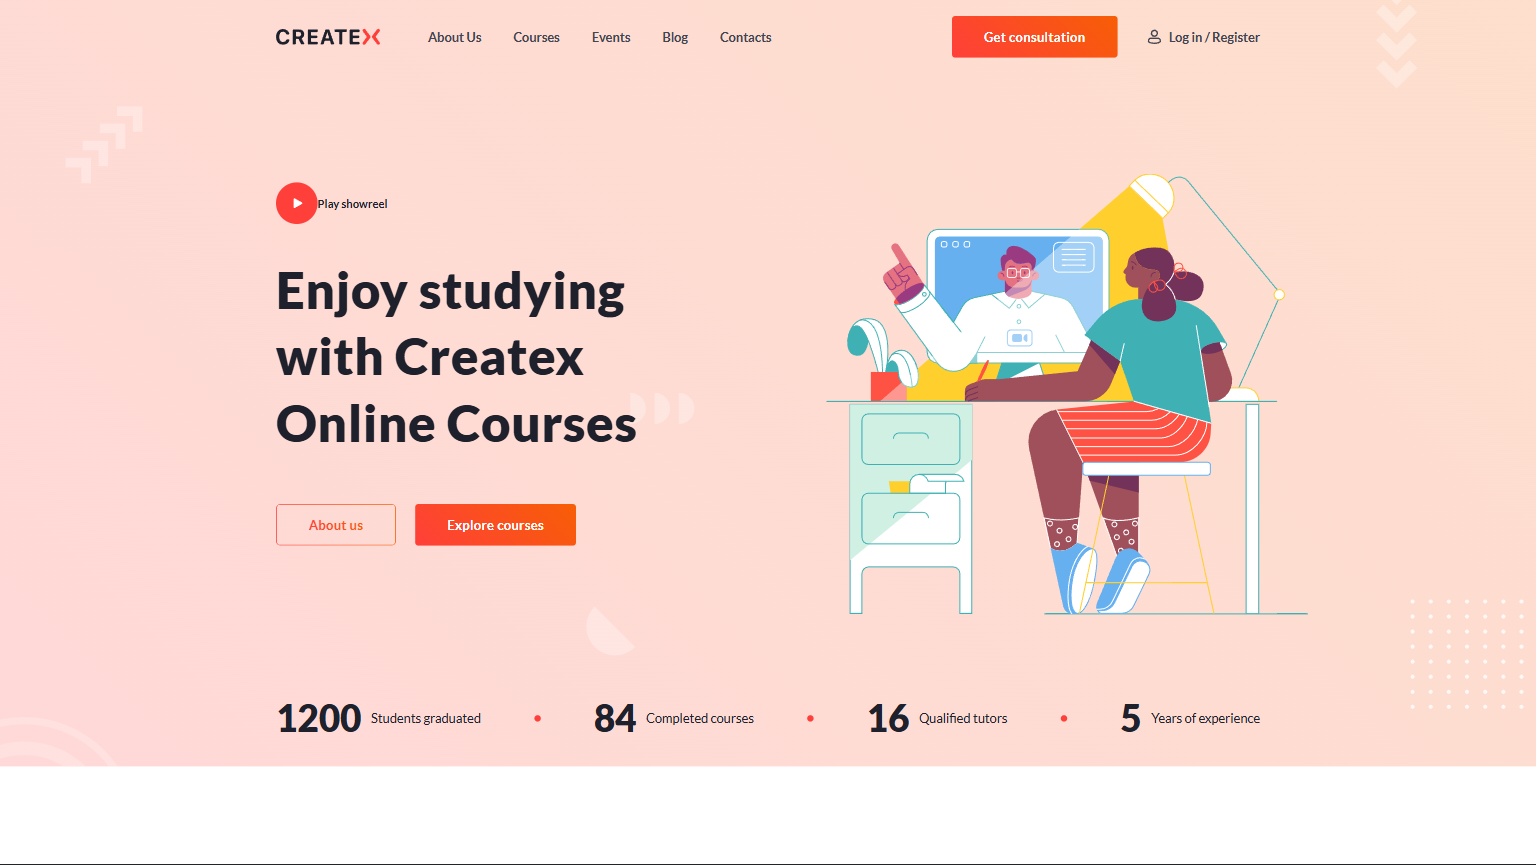 CREATEX
About Us
Courses
Events
Blog
Contacts
Get consultation
Log in / Register
Play showreel
Enjoy studying
with Createx
Online Courses
About us
Explore courses
1200 Students graduated
84 Completed courses
16 Qualified tutors
5 Years of experience